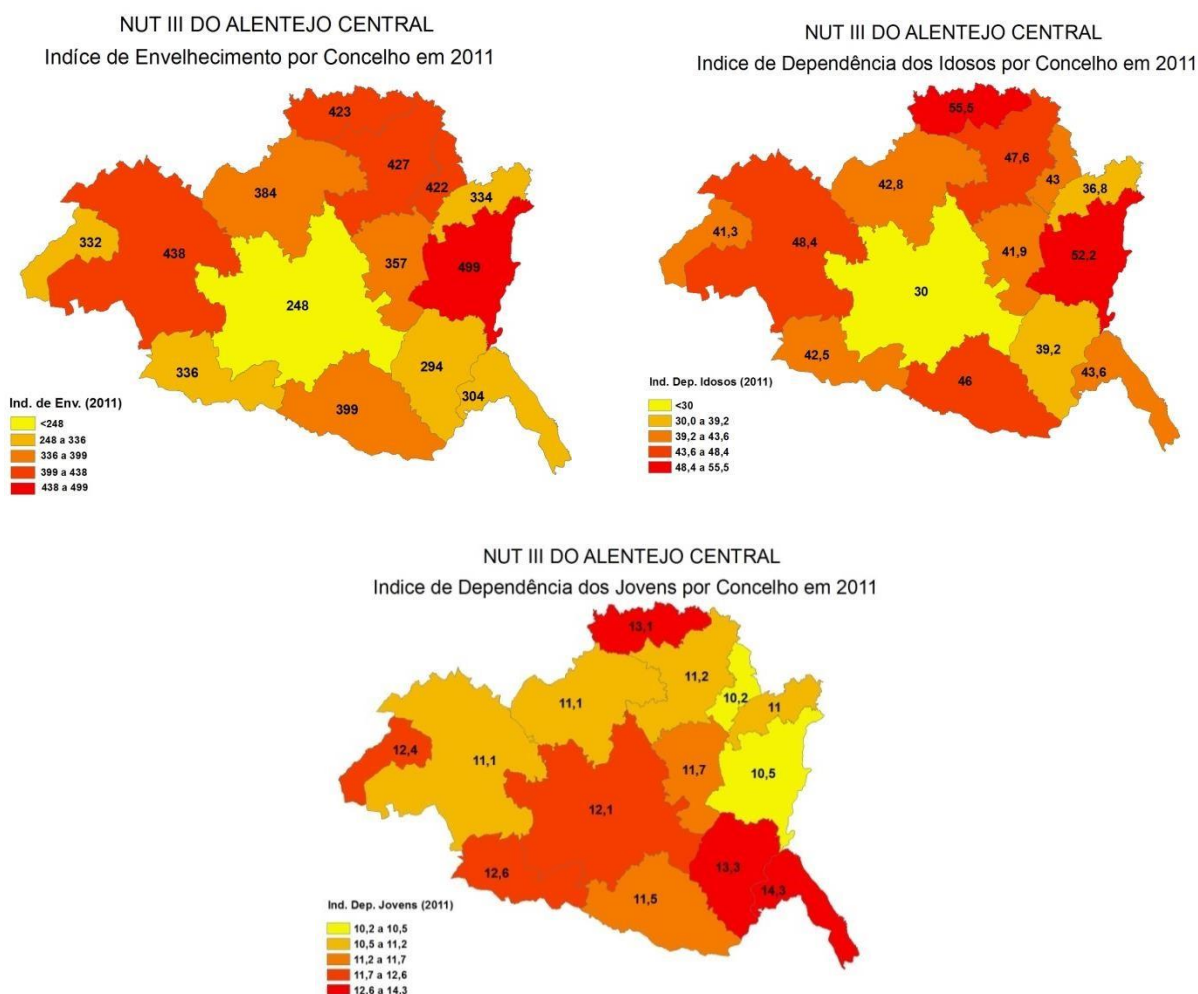 NUT III DO ALENTEJO CENTRAL
Indíce de Envelhecimento por Concelho em 2011
423
427
422
384
334
332
438
357
499
248
336
294
304
399
Ind. de Env. (2011)
<248
248 a 336
336 a 399
399 a 438
438 a 499
NUT III DO ALENTEJO CENTRAL
Indice de Dependência dos Idosos por Concelho em 2011
55,5
47,6
43
42,8
36,8
41,3
48,4
41,9
52,2
30
42,5
39,2
43,6
46
Ind. Dep. Idosos (2011)
<30
30,0 a 39,2
39,2 a 43,6
43,6 a 48,4
48,4 a 55,5
NUT III DO ALENTEJO CENTRAL
Indice de Dependência dos Jovens por Concelho em 2011
13,1
11,2
10,2
11,1
11
12,4
11,1
11,7
10,5
12,1
12,6
13,3
14,3
11,5
Ind. Dep. Jovens (2011)
10,2 a 10,5
10,5 a 11,2
11,2 a 11,7
11,7 a 12,6
12,6 a 14,3